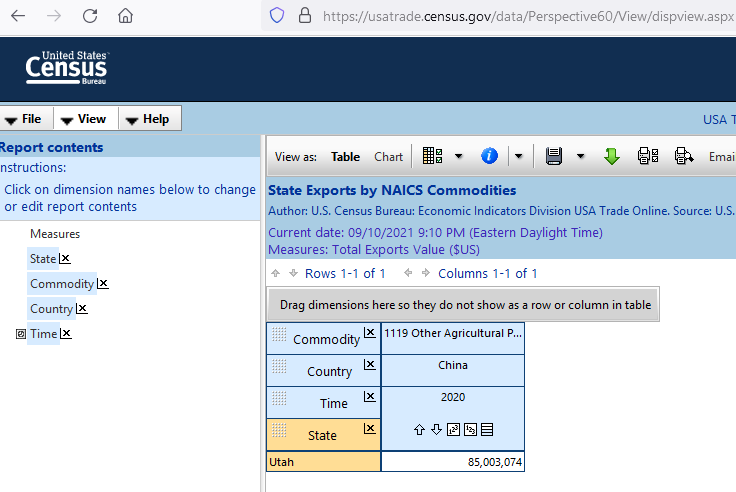 https://usatrade.census.gov/data/Perspective60/View/dispview.aspx
United States
Census
Bureau
File View Help
USA T
Report contents
nstructions:
Click on dimension names below to change
or edit report contents
Measures
State
Commodity
Country
Time
View as: Table Chart Emai
State Exports by NAICS Commodities
Author: U.S. Census Bureau: Economic Indicators Division USA Trade Online. Source: U.S.
Current date: 09/10/2021 9:10 PM (Eastern Daylight Time)
Measures: Total Exports Value ($US)
Rows 1-1 of 1 Columns 1-1 of 1
Drag dimensions here so they do not show as a row or column in table
Commodity 1119 Other Agricultural P...
Country China
Time 2020
State
Utah 85,003,074